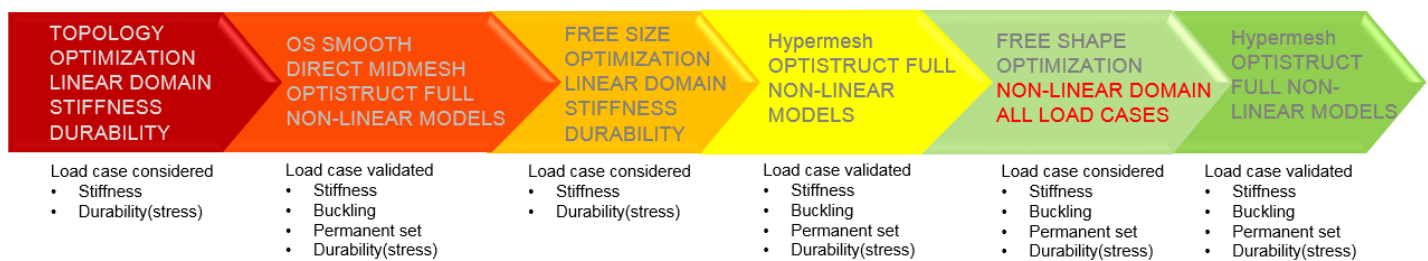 TOPOLOGY
OPTIMIZATION
LINEAR DOMAIN
STIFFNESS
DURABILITY
OS SMOOTH
DIRECT MIDMESH
OPTISTRUCT FULL
NON-LINEAR MODELS
FREE SIZE
OPTIMIZATION
LINEAR DOMAIN
STIFFNESS
DURABILITY
Hypermesh
OPTISTRUCT FULL
NON-LINEAR
MODELS
FREE SHAPE
OPTIMIZATION
NON-LINEAR DOMAIN
ALL LOAD CASES
Hypermesh
OPTISTRUCT
FULL NON-
LINEAR MODELS
Load case considered
• Stiffness
• Durability(stress)
Load case validated
• Stiffness
• Buckling
• Permanent set
• Durability(stress)
Load case considered
• Stiffness
• Durability(stress)
Load case validated
• Stiffness
• Buckling
• Permanent set
• Durability(stress)
Load case considered
• Stiffness
• Buckling
• Permanent set
• Durability(stress)
Load case validated
• Stiffness
• Buckling
• Permanent set
• Durability(stress)